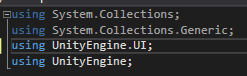 using System.Collections;
using System.Collections.Generic;
using UnityEngine.UI;
using UnityEngine;